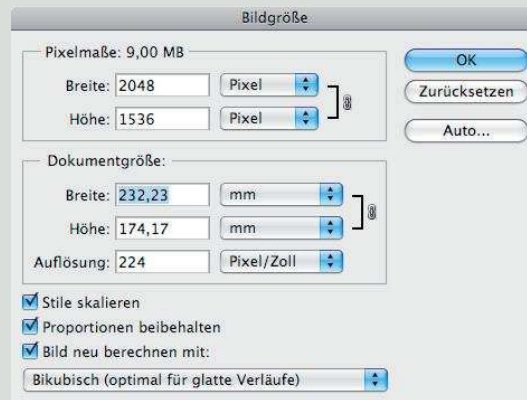 Bildgröße
Pixelmaße: 9,00 MB
Breite: 2048 Pixel
Höhe: 1536 Pixel
OK
Zurücksetzen
Auto...
Dokumentgröße:
Breite: 232,23 mm
Höhe: 174,17 mm
Auflösung: 224 Pixel/Zoll
Stile skalieren
Proportionen beibehalten
Bild neu berechnen mit:
Bikubisch (optimal für glatte Verläufe)